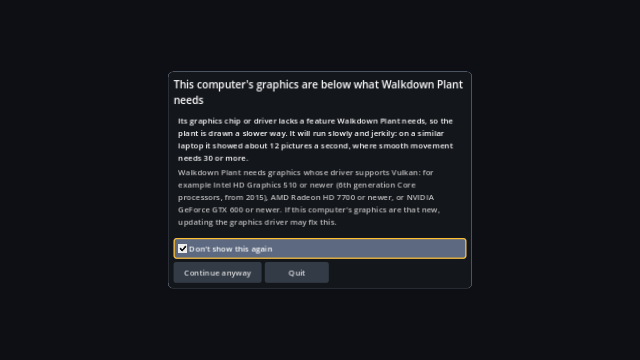 This computer's graphics are below what Walkdown Plant
needs
Its graphics chip or driver lacks a feature Walkdown Plant needs, so the
plant is drawn a slower way. It will run slowly and jerkily: on a similar
laptop it showed about 12 pictures a second, where smooth movement
needs 30 or more.
Walkdown Plant needs graphics whose driver supports Vulkan: for
example Intel HD Graphics 510 or newer (6th generation Core
processors, from 2015), AMD Radeon HD 7700 or newer, or NVIDIA
GeForce GTX 600 or newer. If this computer's graphics are that new,
updating the graphics driver may fix this.
Don't show this again
Continue anyway
Quit